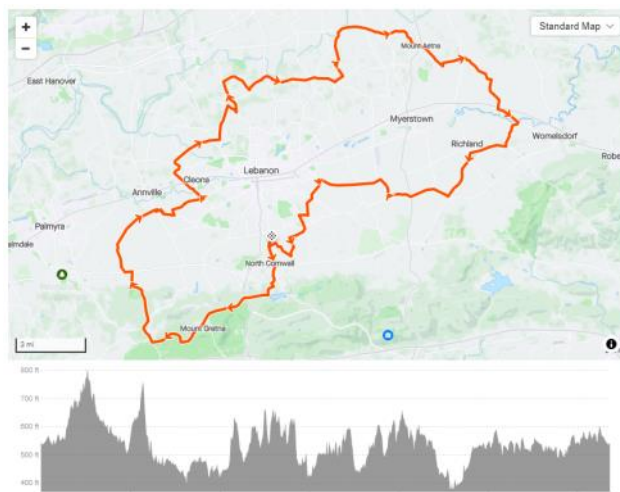 +
Standard Map
−
Mount Aetna
East Hanover
Myerstown
Womelsdorf
Richland
Robe
Lebanon
Cleona
Annville
Palmyra
almdale
North Cornwall
Mount Gretna
2 mi
800 ft
700 ft
600 ft
500 ft
400 ft